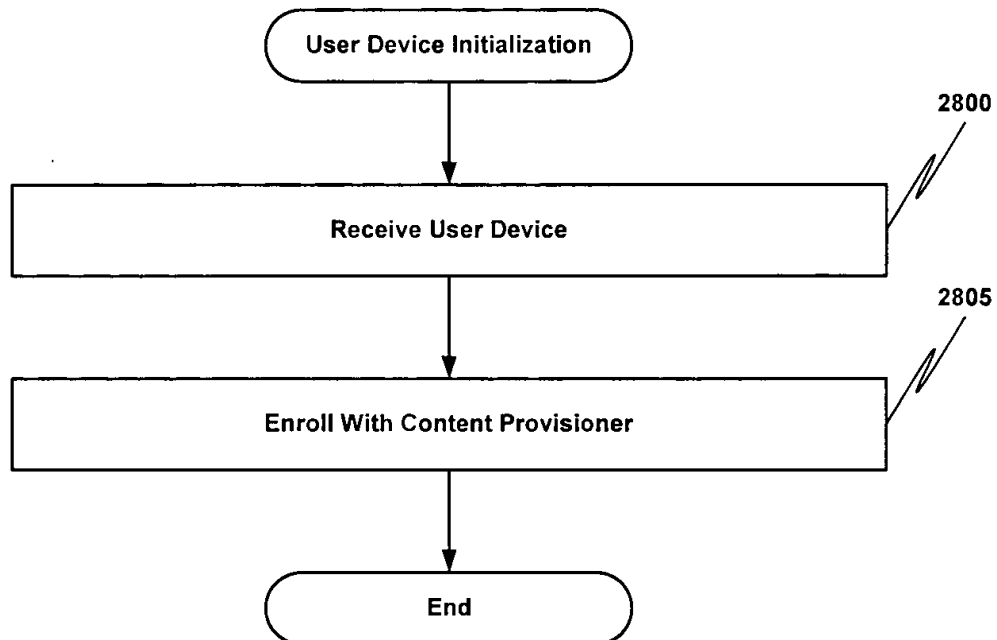 User Device Initialization
2800
Receive User Device
2805
Enroll With Content Provisioner
End